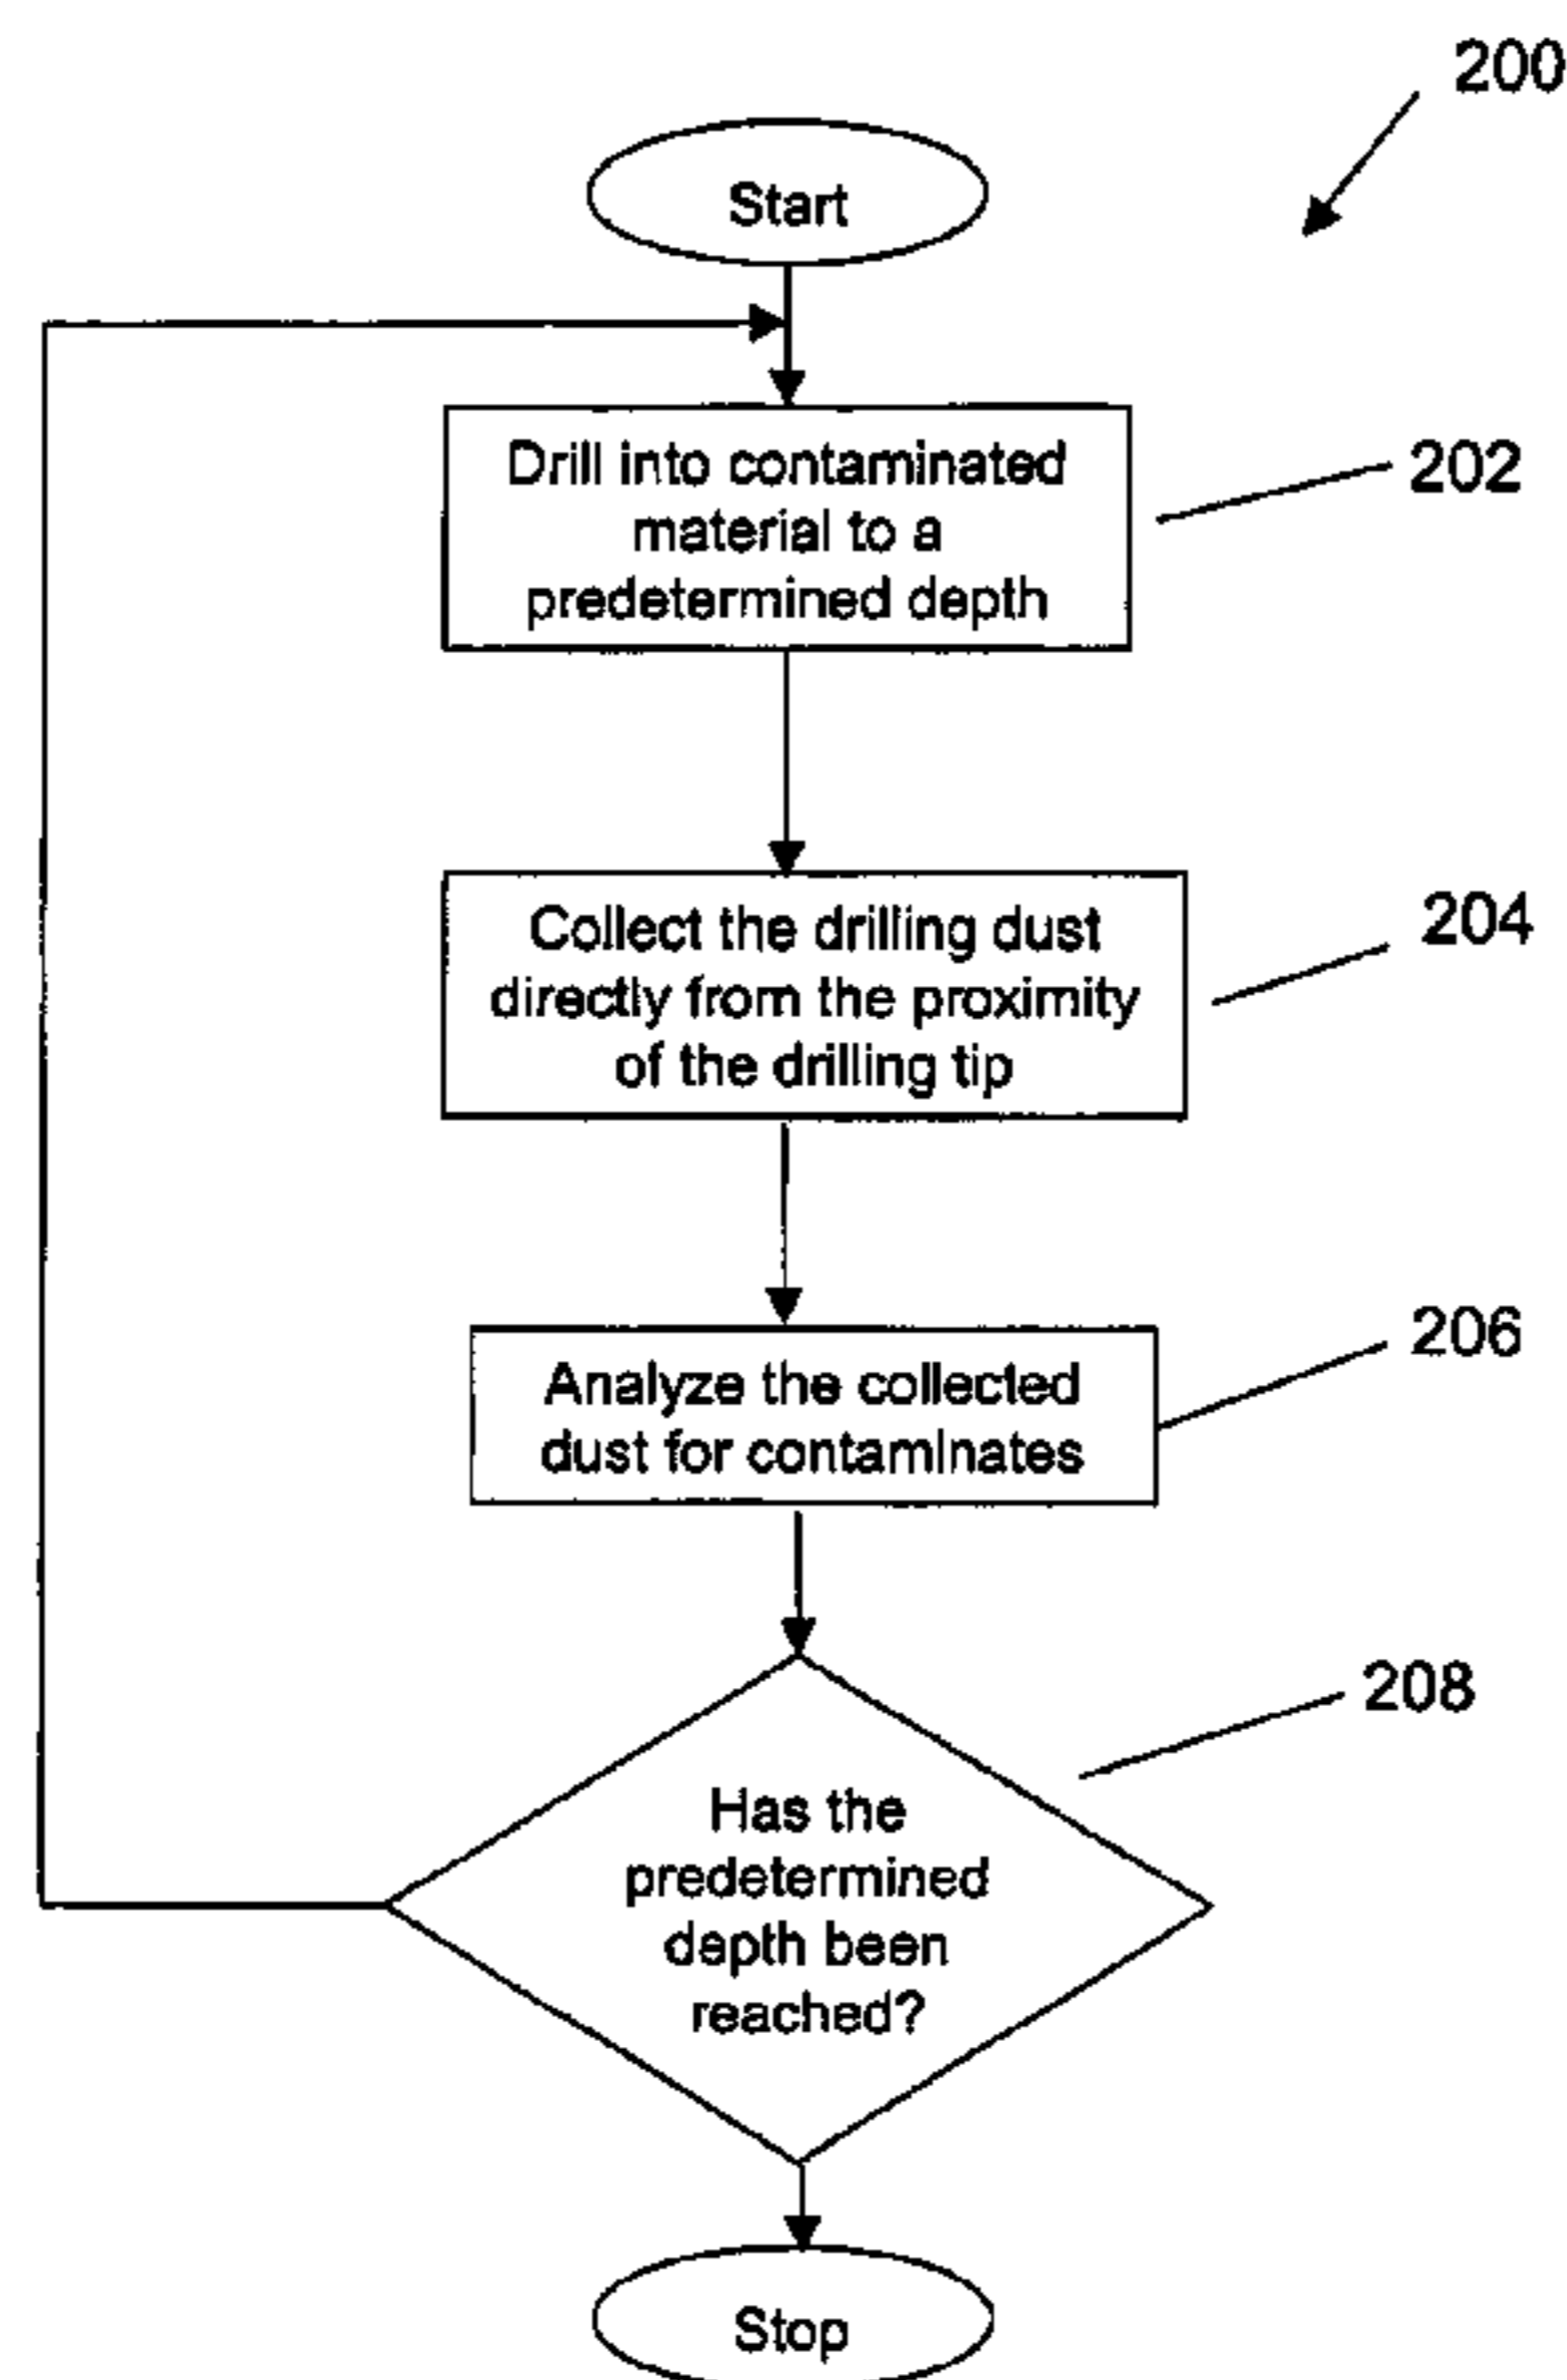 200
Start
Drill into contaminated
material to a
predetermined depth
202
Collect the drilling dust
directly from the proximity
of the drilling tip
204
Analyze the collected
dust for contaminates
206
Has the
predetermined
depth been
reached?
208
Stop